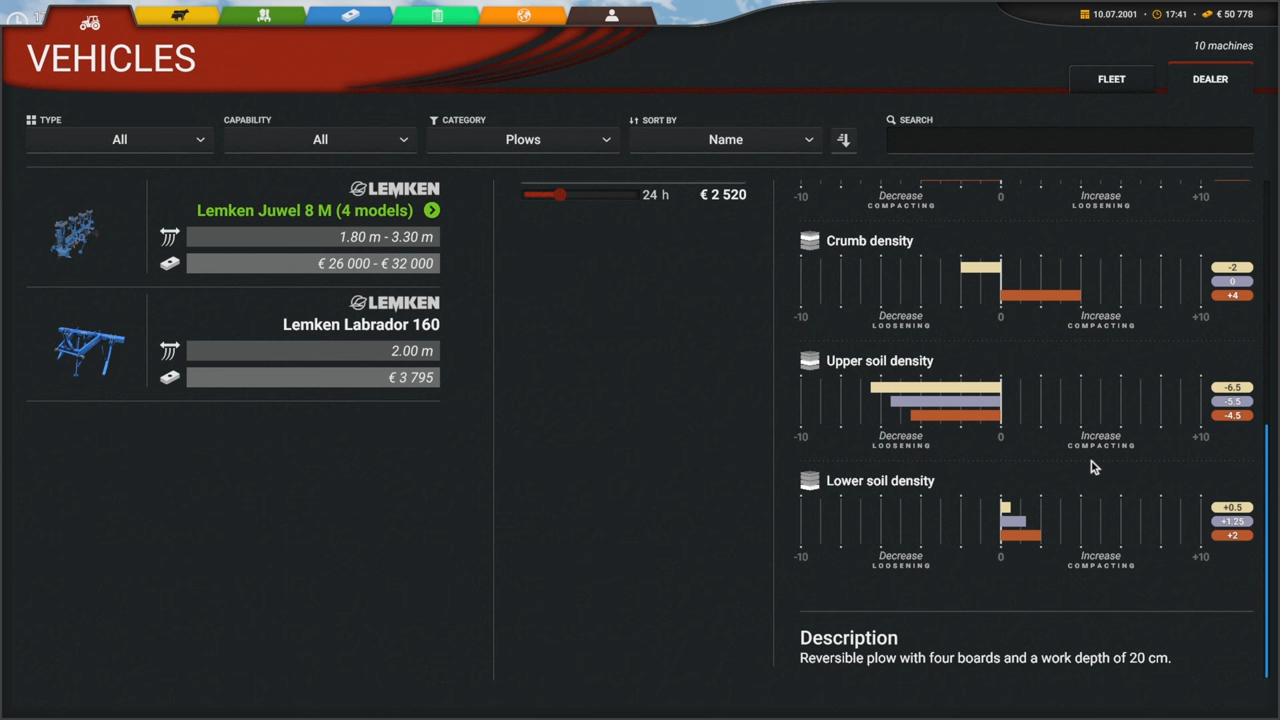 10.07.2001 · 17:41 · € 50 778
VEHICLES
10 machines
FLEET
DEALER
TYPE
All
CAPABILITY
All
CATEGORY
Plows
SORT BY
Name
SEARCH
LEMKEN
Lemken Juwel 8 M (4 models)
1.80 m - 3.30 m
€ 26 000 - € 32 000
LEMKEN
Lemken Labrador 160
2.00 m
€ 3 795
24 h € 2 520
-10 Decrease 0 Increase +10
COMPACTING LOOSENING
Crumb density
-2
0
+4
-10 Decrease 0 Increase +10
LOOSENING COMPACTING
Upper soil density
-6.5
-5.5
-4.5
-10 Decrease 0 Increase +10
LOOSENING COMPACTING
Lower soil density
+0.5
+1.25
+2
-10 Decrease 0 Increase +10
LOOSENING COMPACTING
Description
Reversible plow with four boards and a work depth of 20 cm.